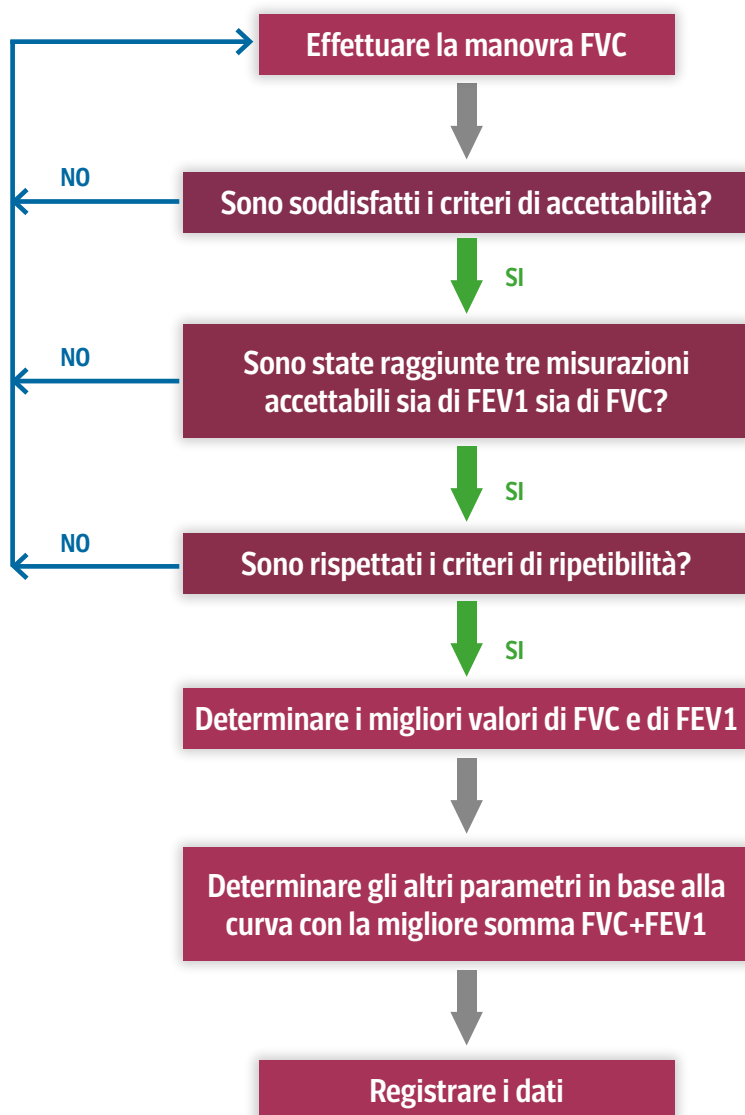 Effettuare la manovra FVC
NO
Sono soddisfatti i criteri di accettabilità?
SI
NO
Sono state raggiunte tre misurazioni
accettabili sia di FEV1 sia di FVC?
SI
NO
Sono rispettati i criteri di ripetibilità?
SI
Determinare i migliori valori di FVC e di FEV1
Determinare gli altri parametri in base alla
curva con la migliore somma FVC+FEV1
Registrare i dati